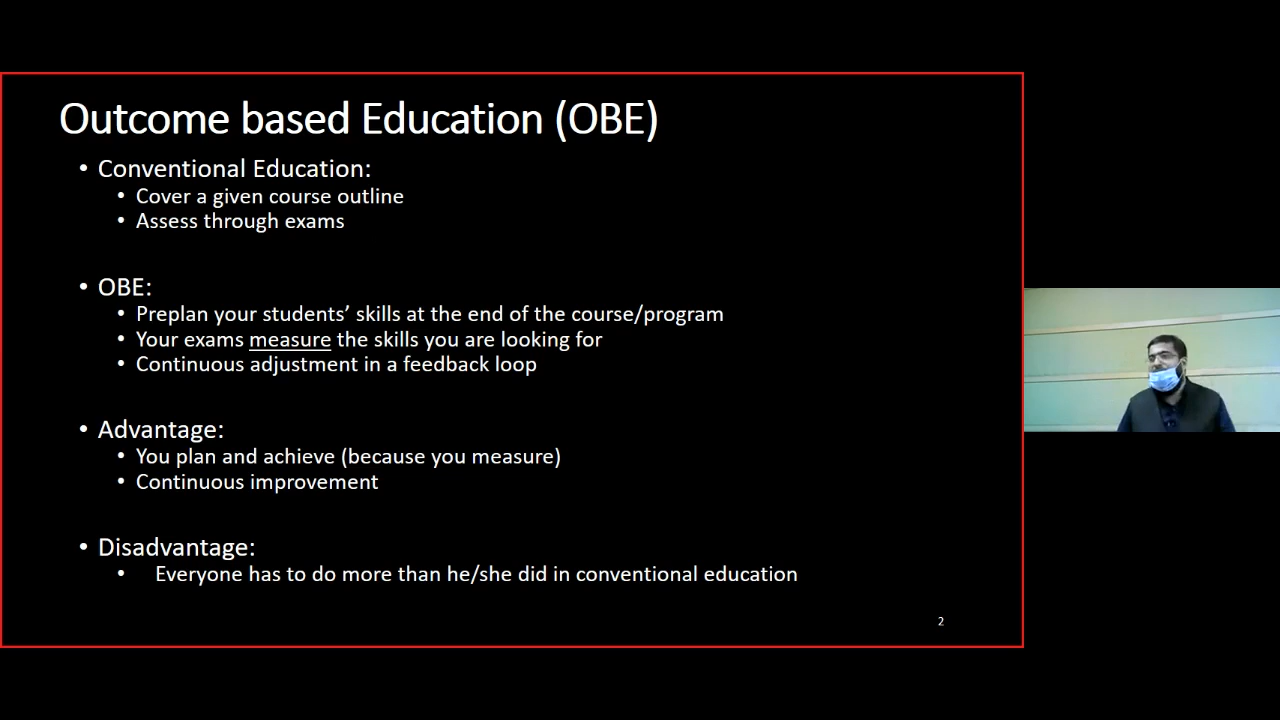 Outcome based Education (OBE)
• Conventional Education:
• Cover a given course outline
• Assess through exams
• OBE:
• Preplan your students’ skills at the end of the course/program
• Your exams measure the skills you are looking for
• Continuous adjustment in a feedback loop
• Advantage:
• You plan and achieve (because you measure)
• Continuous improvement
• Disadvantage:
• Everyone has to do more than he/she did in conventional education
2